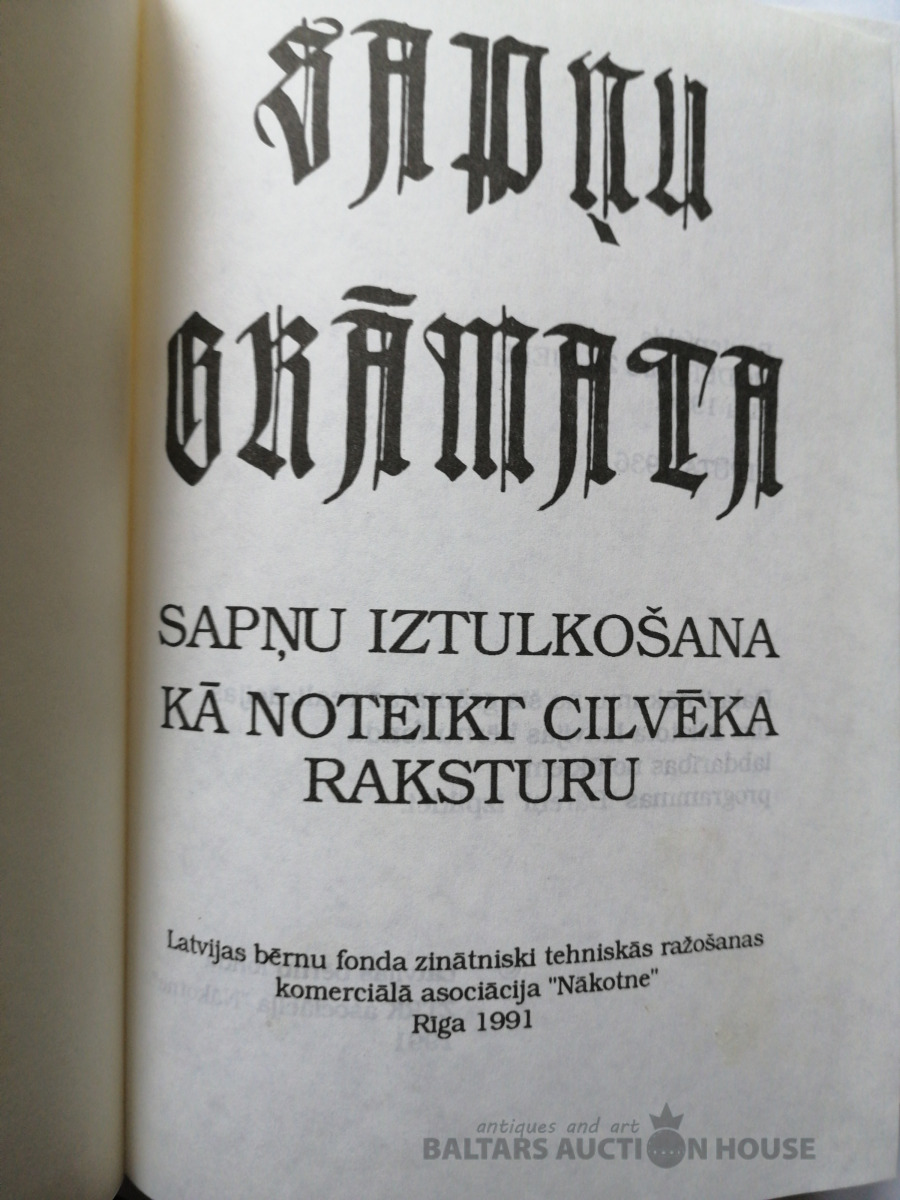 SAPŅU
GRĀMATA
SAPŅU IZTULKOŠANA
KĀ NOTEIKT CILVĒKA
RAKSTURU
Latvijas bērnu fonda zinātniski tehniskās ražošanas
komerciālā asociācija "Nākotne"
Rīga 1991
antiques and art
BALTARS AUCTION HOUSE